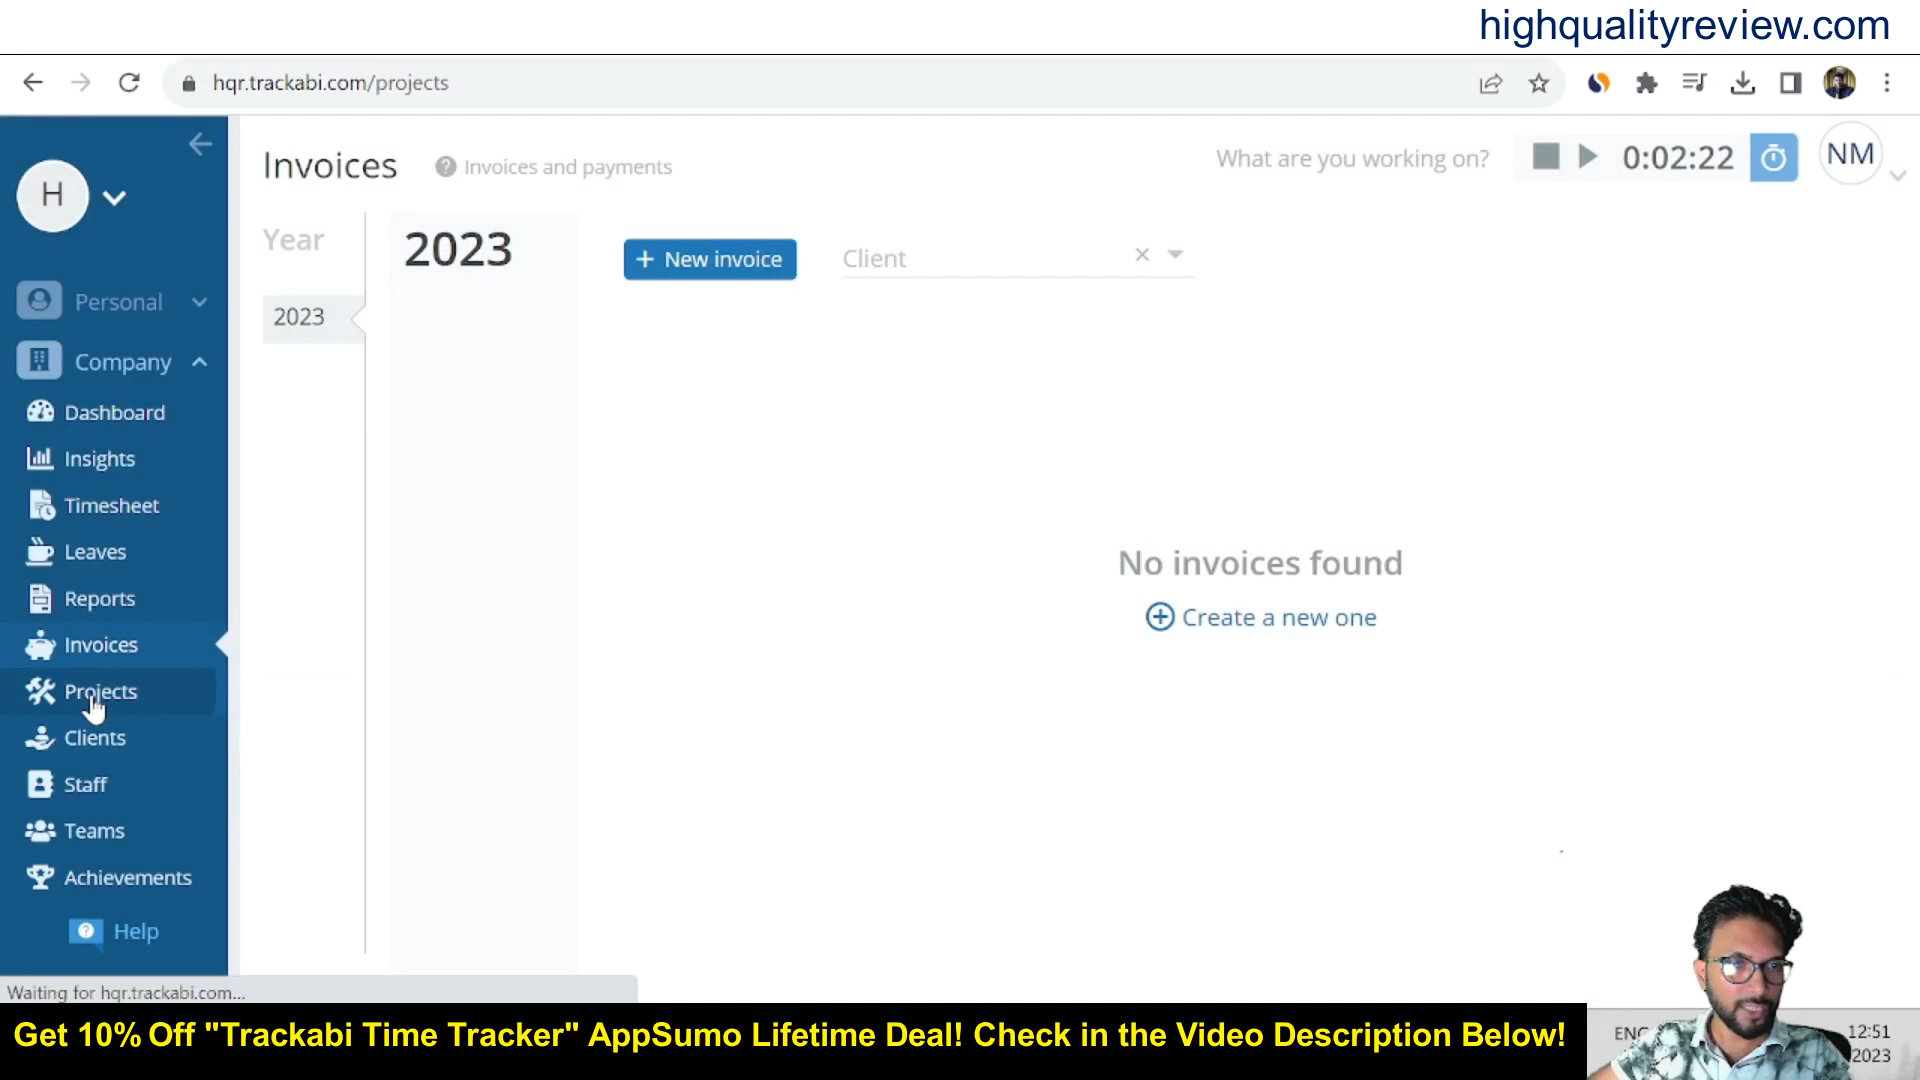 highqualityreview.com
hqr.trackabi.com/projects
Invoices
Invoices and payments
What are you working on?
0:02:22
NM
H
Year
2023
2023
+ New invoice
Client
Personal
Company
Dashboard
Insights
Timesheet
Leaves
Reports
Invoices
Projects
Clients
Staff
Teams
Achievements
Help
No invoices found
Create a new one
Waiting for hqr.trackabi.com...
Get 10% Off "Trackabi Time Tracker" AppSumo Lifetime Deal! Check in the Video Description Below!
ENG
12:51
2023